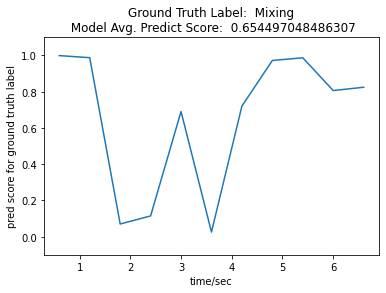 Ground Truth Label:  Mixing
Model Avg. Predict Score:  0.654497048486307
pred score for ground truth label
1.0
0.8
0.6
0.4
0.2
0.0
1 2 3 4 5 6
time/sec